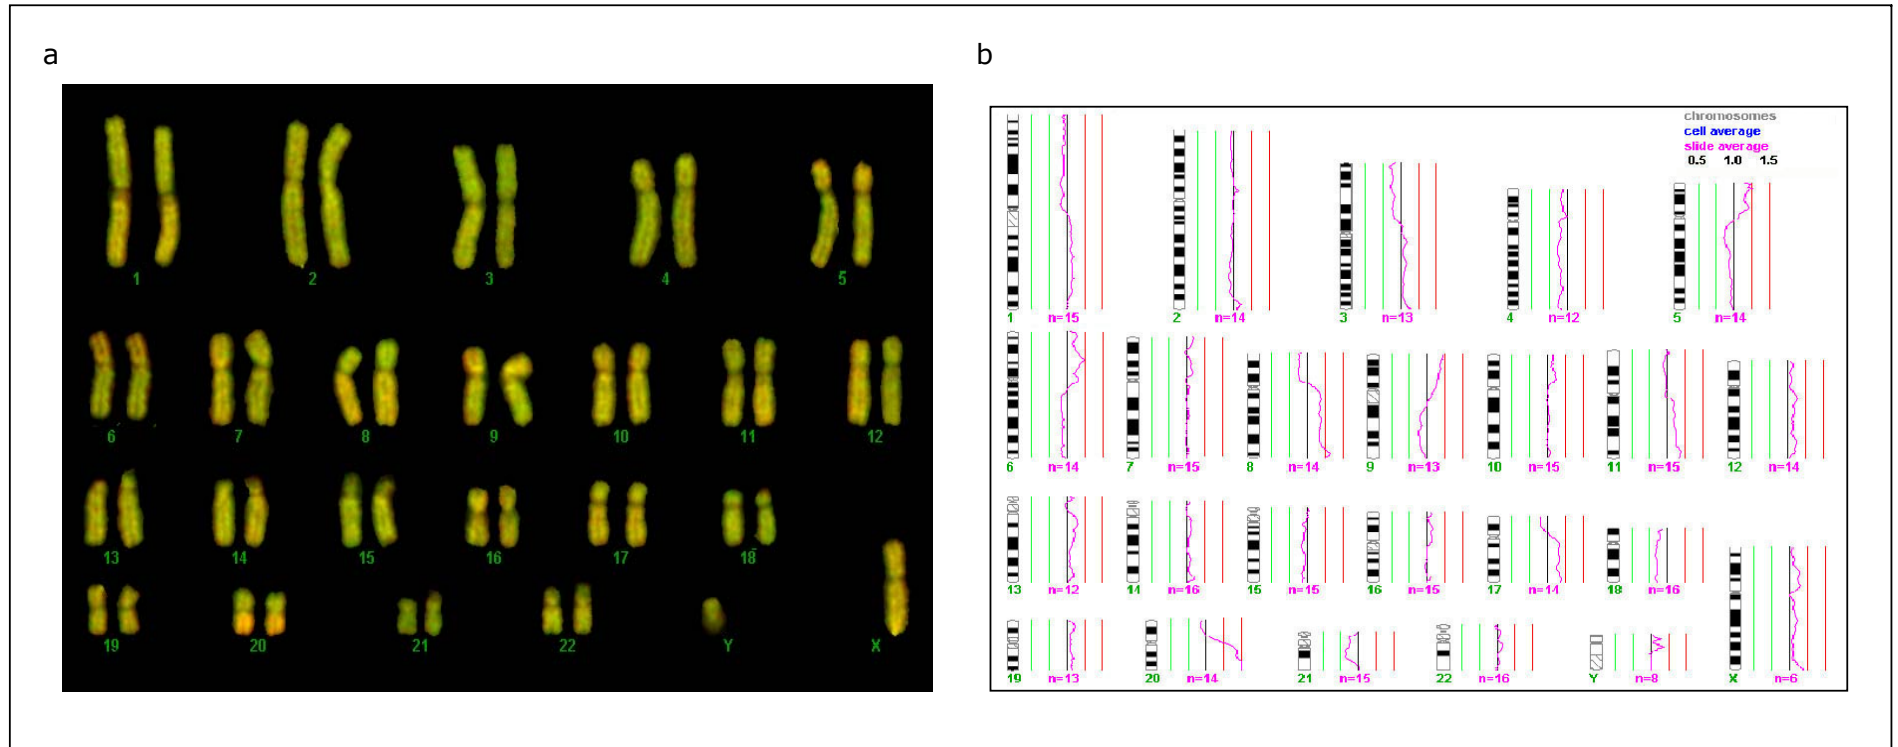 a
b
1 2 3 4 5
6 7 8 9 10 11 12
13 14 15 16 17 18
19 20 21 22 Y X
chromosomes
cell average
slide average
0.5 1.0 1.5
1 n=15 2 n=14 3 n=13 4 n=12 5 n=14
6 n=14 7 n=15 8 n=14 9 n=13 10 n=15 11 n=15 12 n=14
13 n=12 14 n=16 15 n=15 16 n=15 17 n=14 18 n=16
19 n=13 20 n=14 21 n=15 22 n=16 Y n=8 X n=6